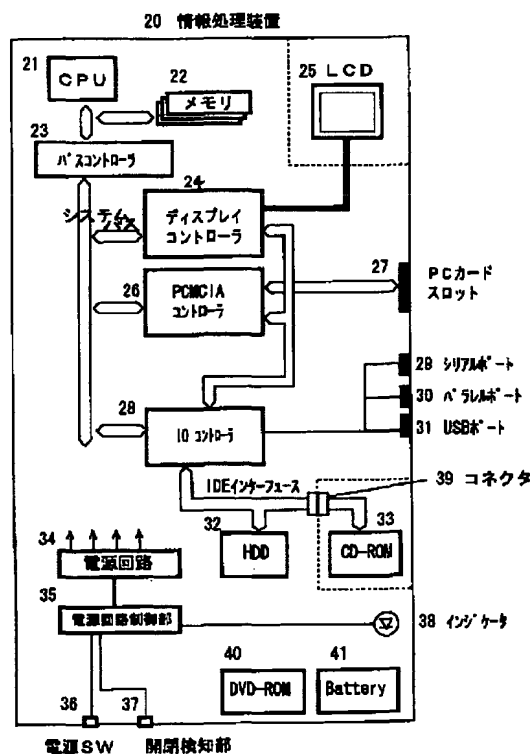 20 情報処理装置
21
CPU
22
メモリ
25 LCD
23
バスコントローラ
24
システムバス
ディスプレイ
コントローラ
26
PCMCIA
コントローラ
27
PCカード
スロット
28
IO コントローラ
29 シリアルポート
30 パラレルポート
31 USBポート
IDEインターフェース
39 コネクタ
32
HDD
33
CD-ROM
34
電源回路
35
電源回路制御部
38 インジケータ
40
DVD-ROM
41
Battery
36
37
電源SW
開閉検知部